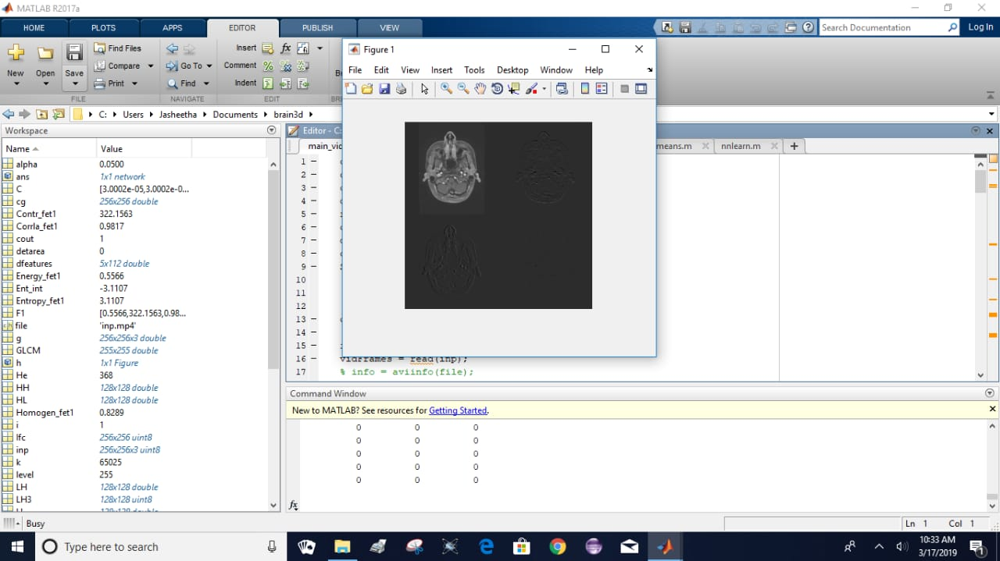 MATLAB R2017a
HOME PLOTS APPS EDITOR PUBLISH VIEW
Search Documentation Log In
New Open Save Find Files Compare Print Go To Find Insert Comment Indent
FILE NAVIGATE EDIT
C: Users Jasheetha Documents brain3d
Workspace
Name Value
alpha 0.0500
ans 1x1 network
C [3.0002e-05,3.0002e-0...
cg 256x256 double
Contr_fet1 322.1563
Corrla_fet1 0.9817
cout 1
detarea 0
dfeatures 5x112 double
Energy_fet1 0.5566
Ent_int -3.1107
Entropy_fet1 3.1107
F1 [0.5566,322.1563,0.98...
file 'inp.mp4'
g 256x256x3 double
GLCM 255x255 double
h 1x1 Figure
He 368
HH 128x128 double
HL 128x128 double
Homogen_fet1 0.8289
i 1
Ifc 256x256 uint8
inp 256x256x3 uint8
k 65025
level 255
LH 128x128 double
LH3 128x128 uint8
Figure 1
File Edit View Insert Tools Desktop Window Help
Editor - C:
main_vid means.m nnlearn.m
1
2
3
4
5
6
7
8
9
10
11
12
13
14
15
16 vidFrames = read(inp);
17 % info = aviinfo(file);
Command Window
New to MATLAB? See resources for Getting Started.
0 0 0
0 0 0
0 0 0
0 0 0
0 0 0
fx
Busy
Ln 1 Col 1
Type here to search
10:33 AM
3/17/2019
1